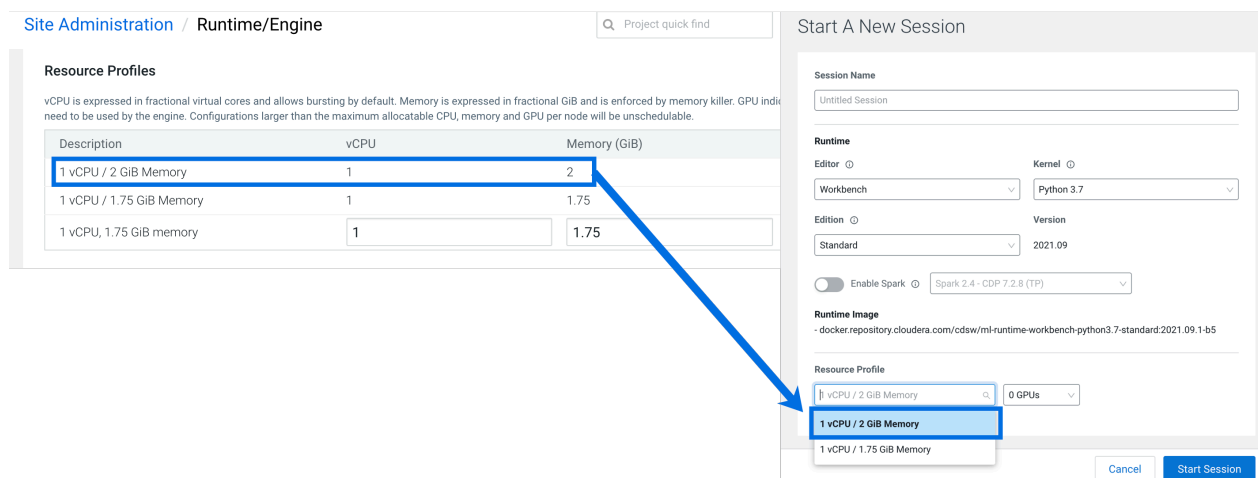 Site Administration / Runtime/Engine
Project quick find
Resource Profiles
vCPU is expressed in fractional virtual cores and allows bursting by default. Memory is expressed in fractional GiB and is enforced by memory killer. GPU indi
need to be used by the engine. Configurations larger than the maximum allocatable CPU, memory and GPU per node will be unschedulable.
Description vCPU Memory (GiB)
1 vCPU / 2 GiB Memory 1 2
1 vCPU / 1.75 GiB Memory 1 1.75
1 vCPU, 1.75 GiB memory 1 1.75
Start A New Session
Session Name
Untitled Session
Runtime
Editor Kernel
Workbench Python 3.7
Edition Version
Standard 2021.09
Enable Spark Spark 2.4 - CDP 7.2.8 (TP)
Runtime Image
- docker.repository.cloudera.com/cdsw/ml-runtime-workbench-python3.7-standard:2021.09.1-b5
Resource Profile
1 vCPU / 2 GiB Memory 0 GPUs
1 vCPU / 2 GiB Memory
1 vCPU / 1.75 GiB Memory
Cancel Start Session